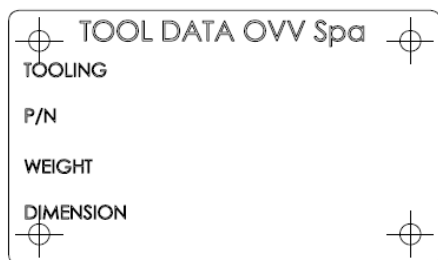 TOOL DATA OVV Spa
TOOLING
P/N
WEIGHT
DIMENSION